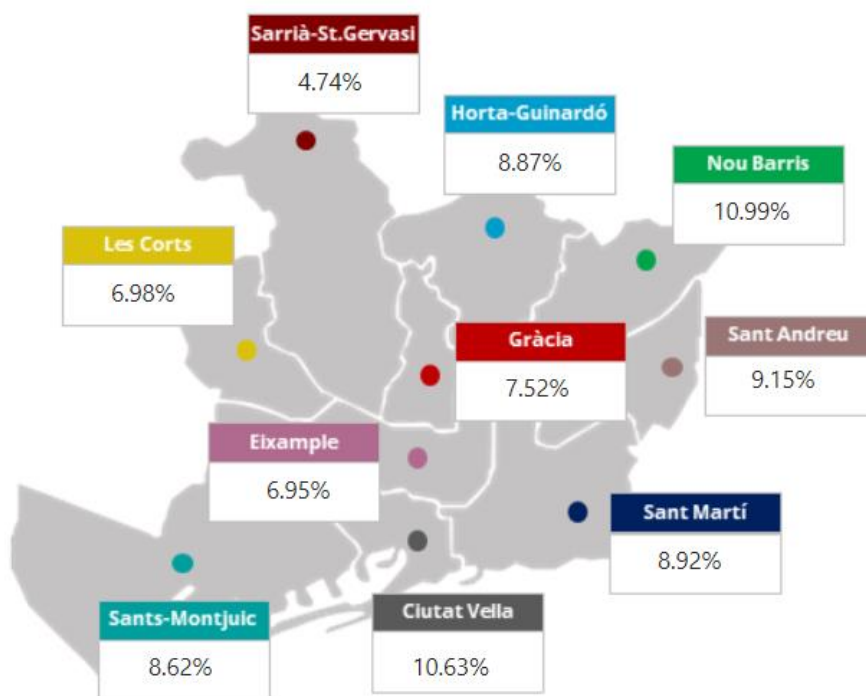 Sarrià-St.Gervasi
4.74%
Horta-Guinardó
8.87%
Nou Barris
10.99%
Les Corts
6.98%
Gràcia
7.52%
Sant Andreu
9.15%
Eixample
6.95%
Sant Martí
8.92%
Sants-Montjuic
8.62%
Ciutat Vella
10.63%